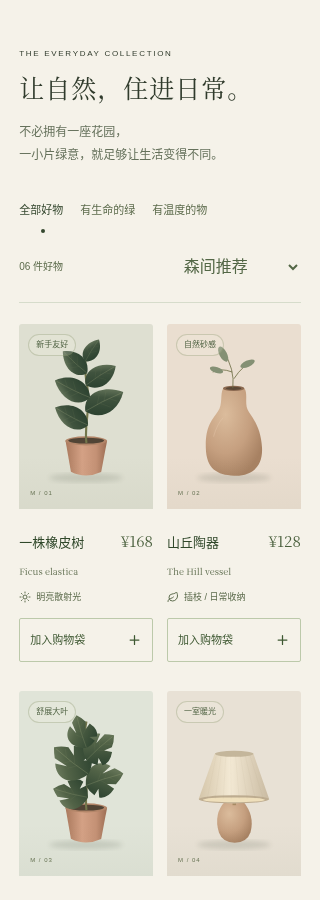 THE EVERYDAY COLLECTION
让自然，住进日常。
不必拥有一座花园，
一小片绿意，就足够让生活变得不同。
全部好物 有生命的绿 有温度的物
06 件好物 森间推荐
新手友好
自然砂感
M / 01
M / 02
一株橡皮树 ¥168
山丘陶器 ¥128
Ficus elastica
The Hill vessel
明亮散射光
插枝 / 日常收纳
加入购物袋 +
加入购物袋 +
舒展大叶
一室暖光
M / 03
M / 04